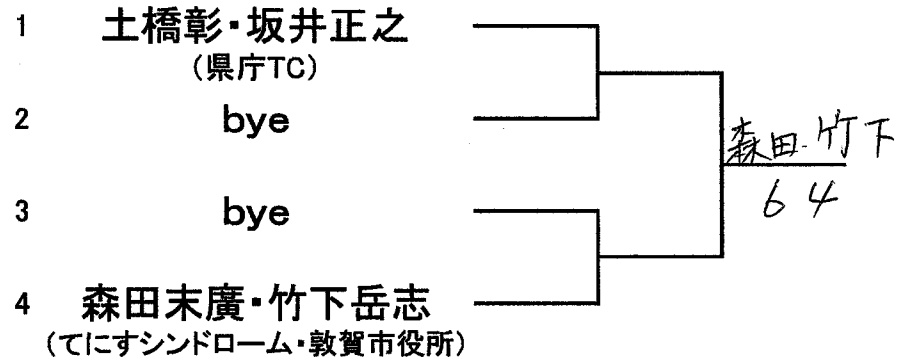 1 土橋彰・坂井正之
(県庁TC)
2 bye
3 bye
4 森田末廣・竹下岳志
(てにすシンドローム・敦賀市役所)
森田・竹下
64